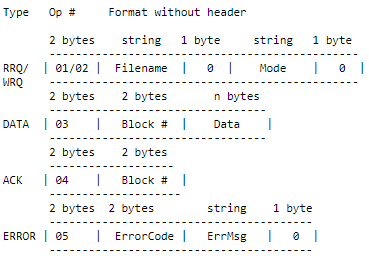 Type   Op #     Format without header
       2 bytes    string   1 byte     string   1 byte
       -----------------------------------------------
RRQ/  | 01/02 |  Filename  |   0  |    Mode    |   0  |
WRQ    -----------------------------------------------
       2 bytes    2 bytes       n bytes
       ---------------------------------
DATA  | 03    |   Block #  |    Data    |
       ---------------------------------
       2 bytes    2 bytes
       -------------------
ACK   | 04    |   Block #  |
       --------------------
       2 bytes  2 bytes        string    1 byte
       ----------------------------------------
ERROR | 05    |  ErrorCode |   ErrMsg   |   0  |
       ----------------------------------------